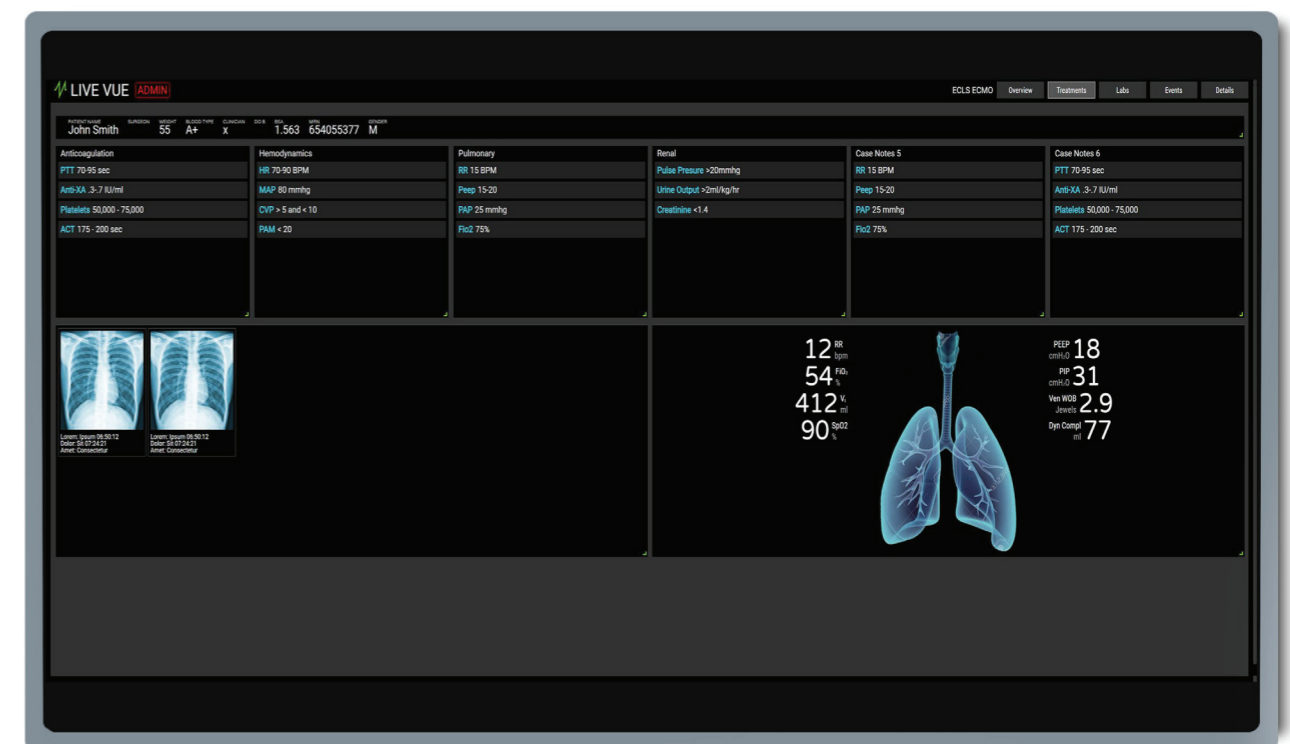 LIVE VUE ADMIN
ECLS ECMO Overview Treatments Labs Events Details
PATIENT NAME SURGEON WEIGHT BLOOD TYPE CLINICIAN DO B BSA MRN GENDER
John Smith 55 A+ x 1.563 654055377 M
Anticoagulation
PTT 70-95 sec
Anti-XA .3-.7 IU/ml
Platelets 50,000 - 75,000
ACT 175 - 200 sec
Hemodynamics
HR 70-90 BPM
MAP 80 mmhg
CVP > 5 and < 10
PAM < 20
Pulmonary
RR 15 BPM
Peep 15-20
PAP 25 mmhg
Fio2 75%
Renal
Pulse Presure >20mmhg
Urine Output >2ml/kg/hr
Creatinine <1.4
Case Notes 5
RR 15 BPM
Peep 15-20
PAP 25 mmhg
Fio2 75%
Case Notes 6
PTT 70-95 sec
Anti-XA .3-.7 IU/ml
Platelets 50,000 - 75,000
ACT 175 - 200 sec
Lorem: Ipsum 06:50:12
Dolor: Sit 07:24:21
Amet: Consectetur
Lorem: Ipsum 06:50:12
Dolor: Sit 07:24:21
Amet: Consectetur
12 RR bpm
54 FiO₂ %
412 Vₜ ml
90 SpO2 %
PEEP cmH₂0 18
PIP cmH₂0 31
Ven WOB Jewels 2.9
Dyn Compl ml 77